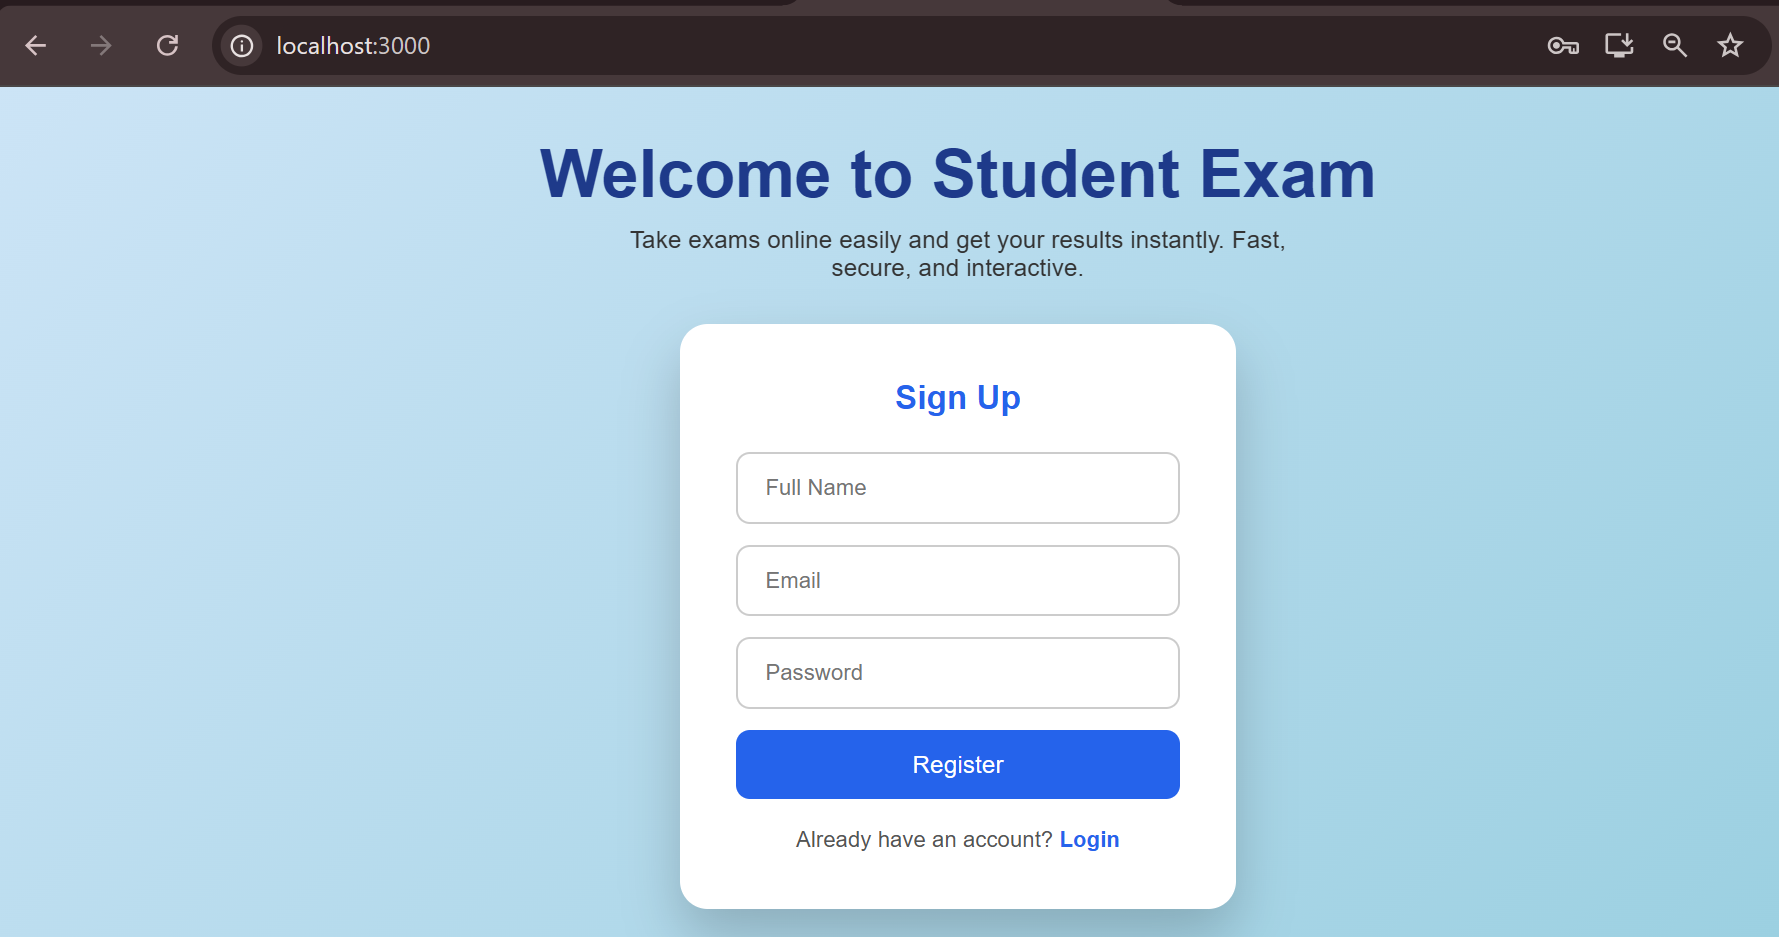 localhost:3000
Welcome to Student Exam
Take exams online easily and get your results instantly. Fast,
secure, and interactive.
Sign Up
Full Name
Email
Password
Register
Already have an account? Login